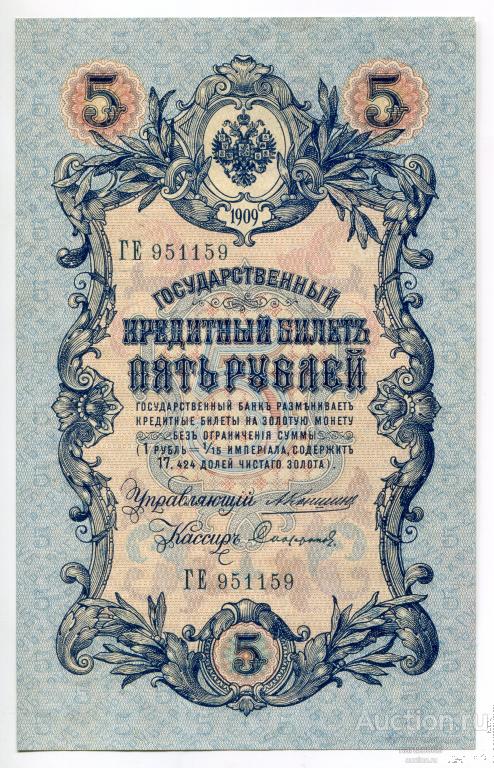 5 5
1909
ГЕ 951159
ГОСУДАРСТВЕННЫЙ
КРЕДИТНЫЙ БИЛЕТЪ
ПЯТЬ РУБЛЕЙ
ГОСУДАРСТВЕННЫЙ БАНКЪ РАЗМѢНИВАЕТЪ
КРЕДИТНЫЕ БИЛЕТЫ НА ЗОЛОТУЮ МОНЕТУ
БЕЗЪ ОГРАНИЧЕНІЯ СУММЫ
(1 РУБЛЬ = 1/15 ИМПЕРІАЛА, СОДЕРЖИТЪ
17,424 ДОЛЕЙ ЧИСТАГО ЗОЛОТА).
Управляющій АКоншинъ
Кассиръ
ГЕ 951159
5
Auction.ru